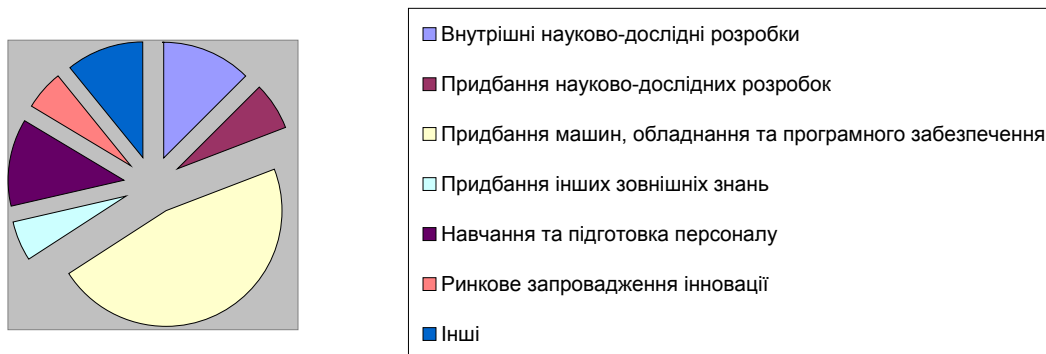 Внутрішні науково-дослідні розробки
Придбання науково-дослідних розробок
Придбання машин, обладнання та програмного забезпечення
Придбання інших зовнішніх знань
Навчання та підготовка персоналу
Ринкове запровадження інновації
Інші